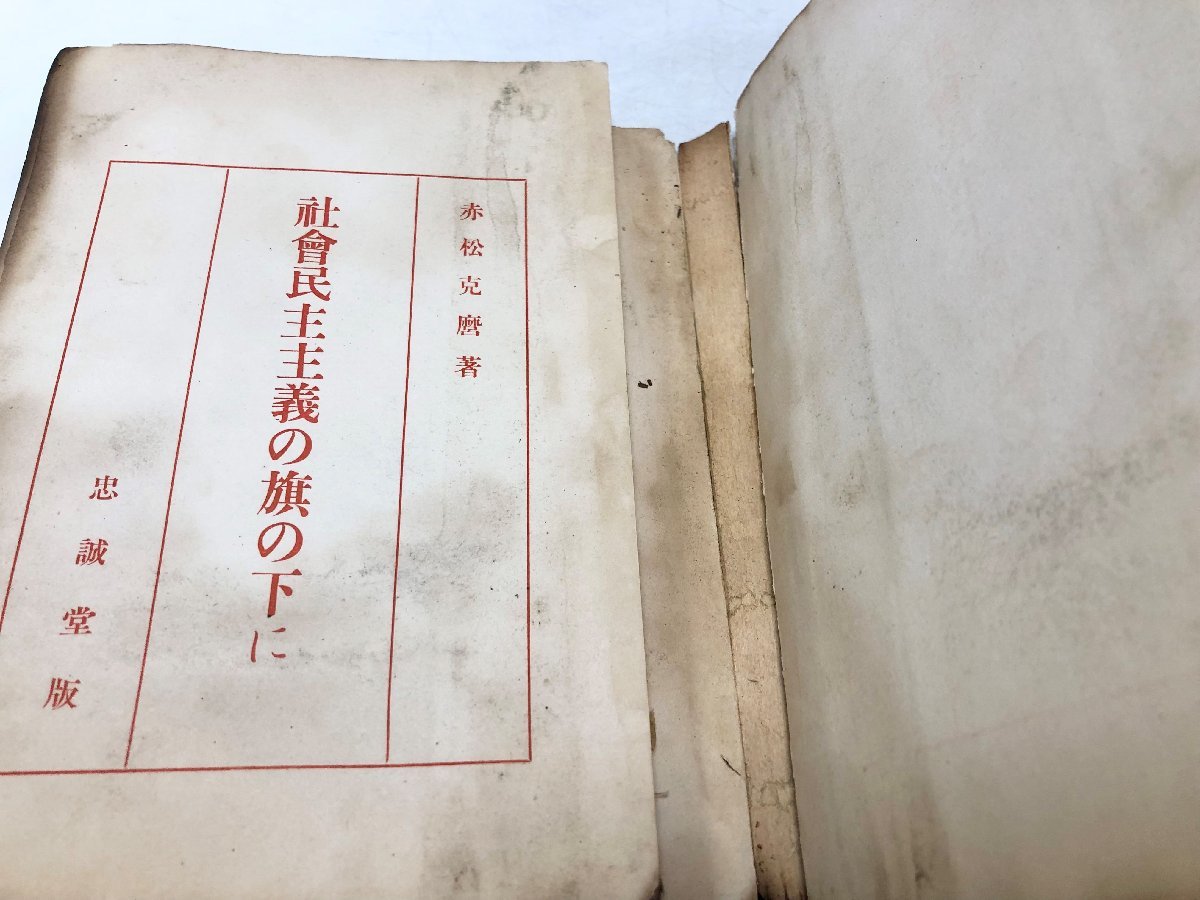 赤松克麿著
社會民主主義の旗の下に
忠誠堂版